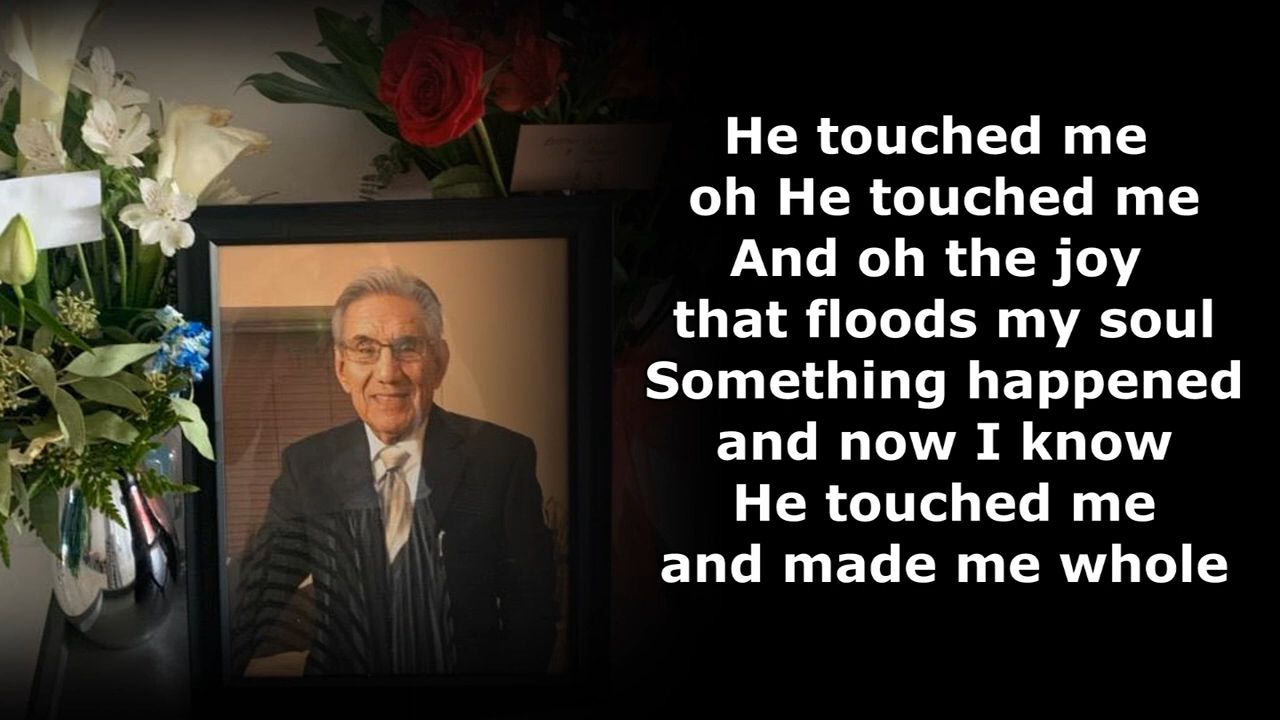 He touched me
oh He touched me
And oh the joy
that floods my soul
Something happened
and now I know
He touched me
and made me whole